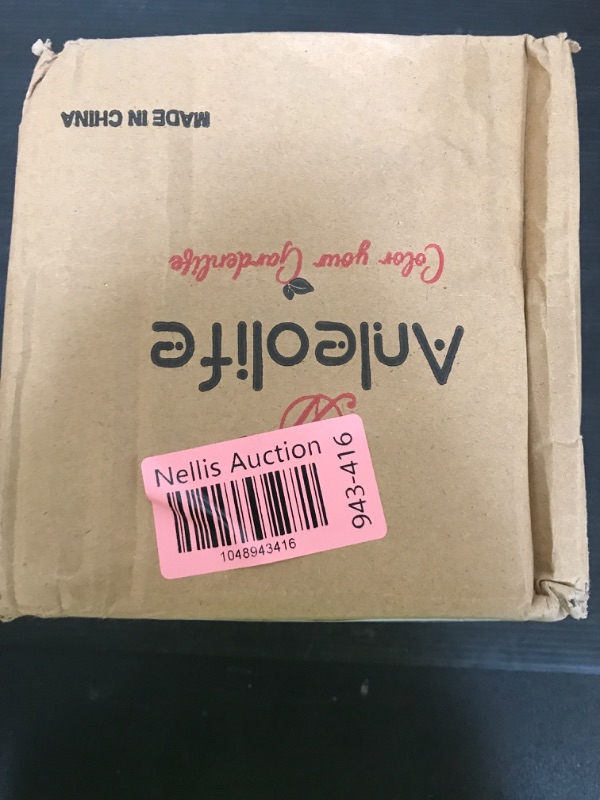 MADE IN CHINA
Color your Gardenlife
Anleolife
Nellis Auction
943-416
1048943416